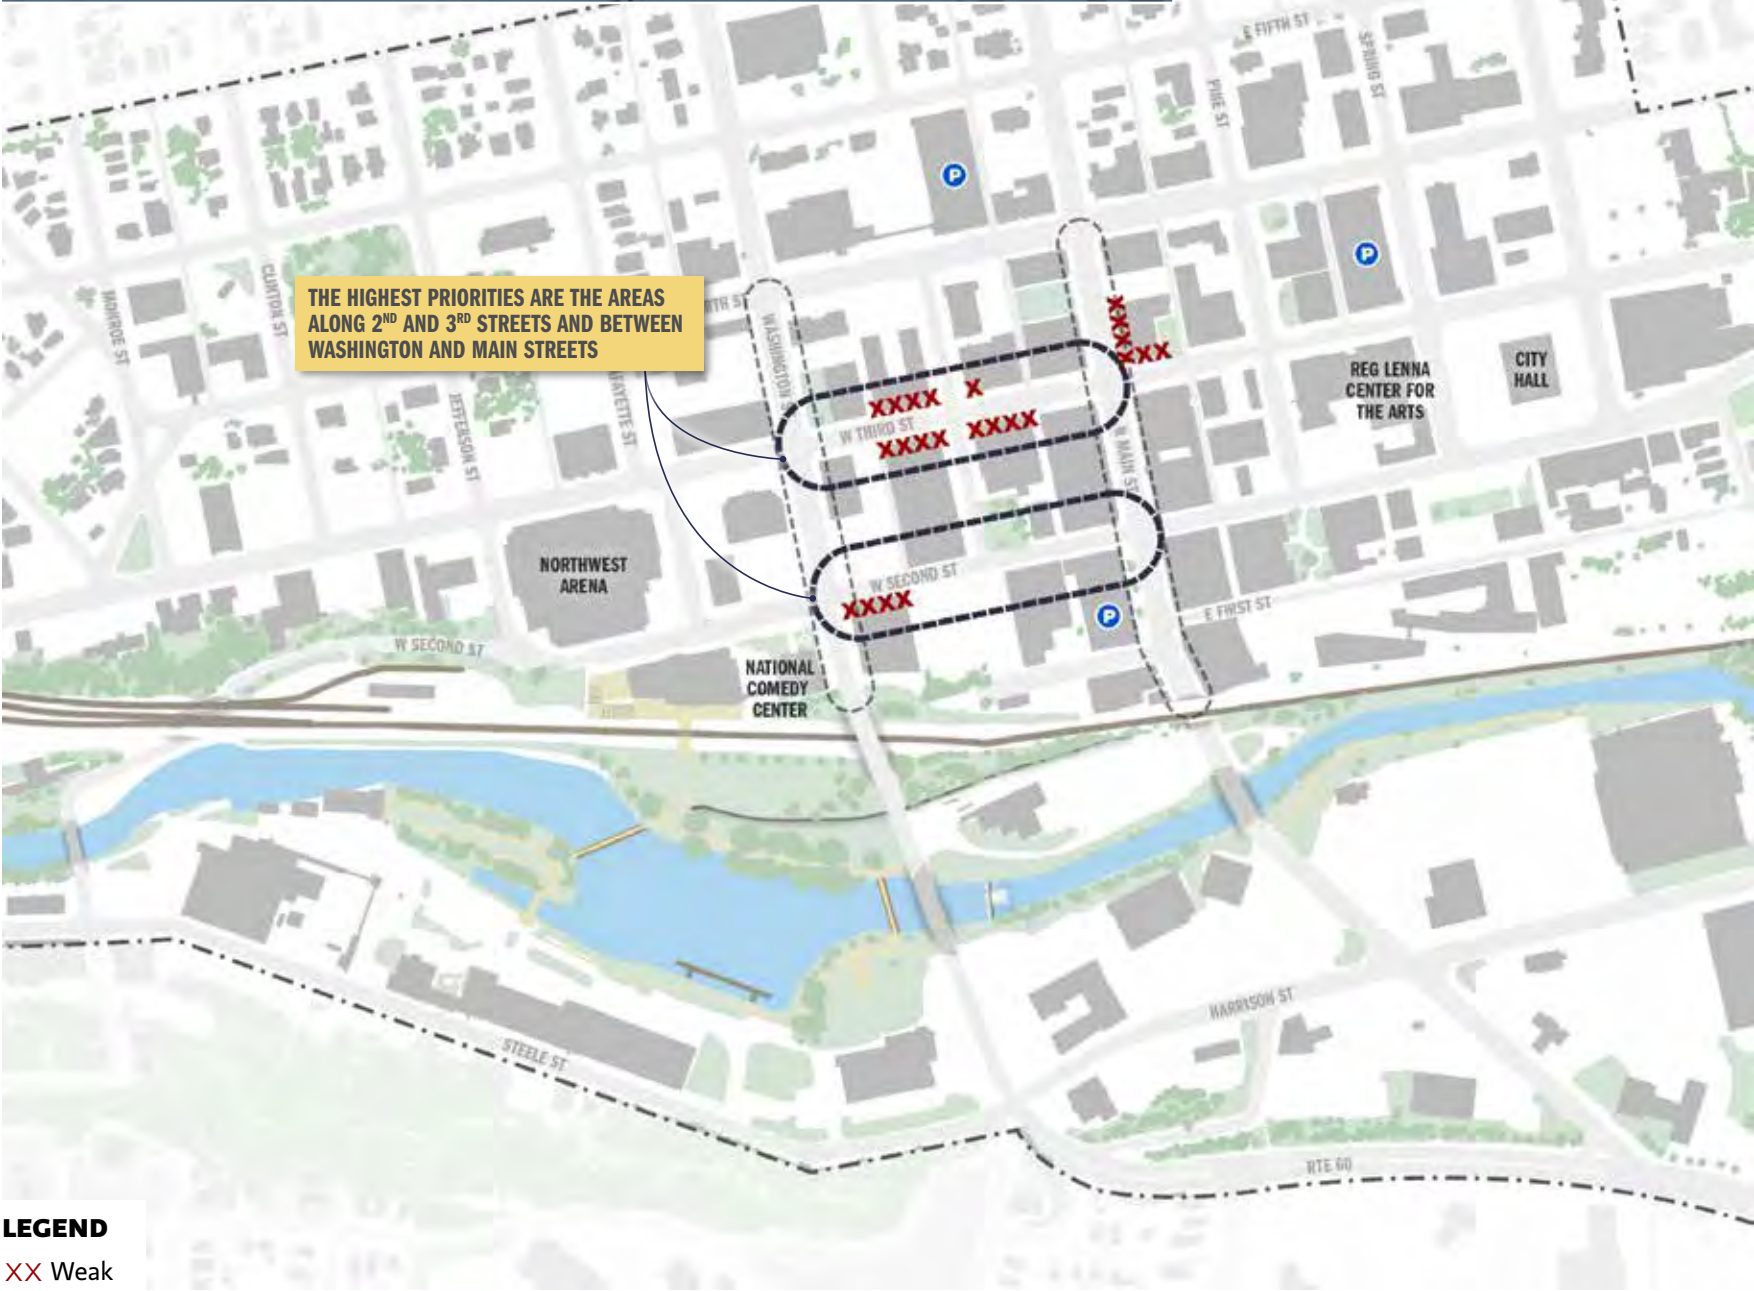 E FIFTH ST
SPRING ST
PINE ST
P
P
CLINTON ST
MONROE ST
THE HIGHEST PRIORITIES ARE THE AREAS
ALONG 2ND AND 3RD STREETS AND BETWEEN
WASHINGTON AND MAIN STREETS
RTH ST
WASHINGTON S
XXXX
XXX
REG LENNA
CENTER FOR
THE ARTS
CITY
HALL
JEFFERSON ST
AFAYETTE ST
XXXX X
W THIRD ST
XXXX XXXX
N MAIN ST
NORTHWEST
ARENA
W SECOND ST
XXXX
P
E FIRST ST
W SECOND ST
NATIONAL
COMEDY
CENTER
HARRISON ST
STEELE ST
RTE 60
LEGEND
XX Weak